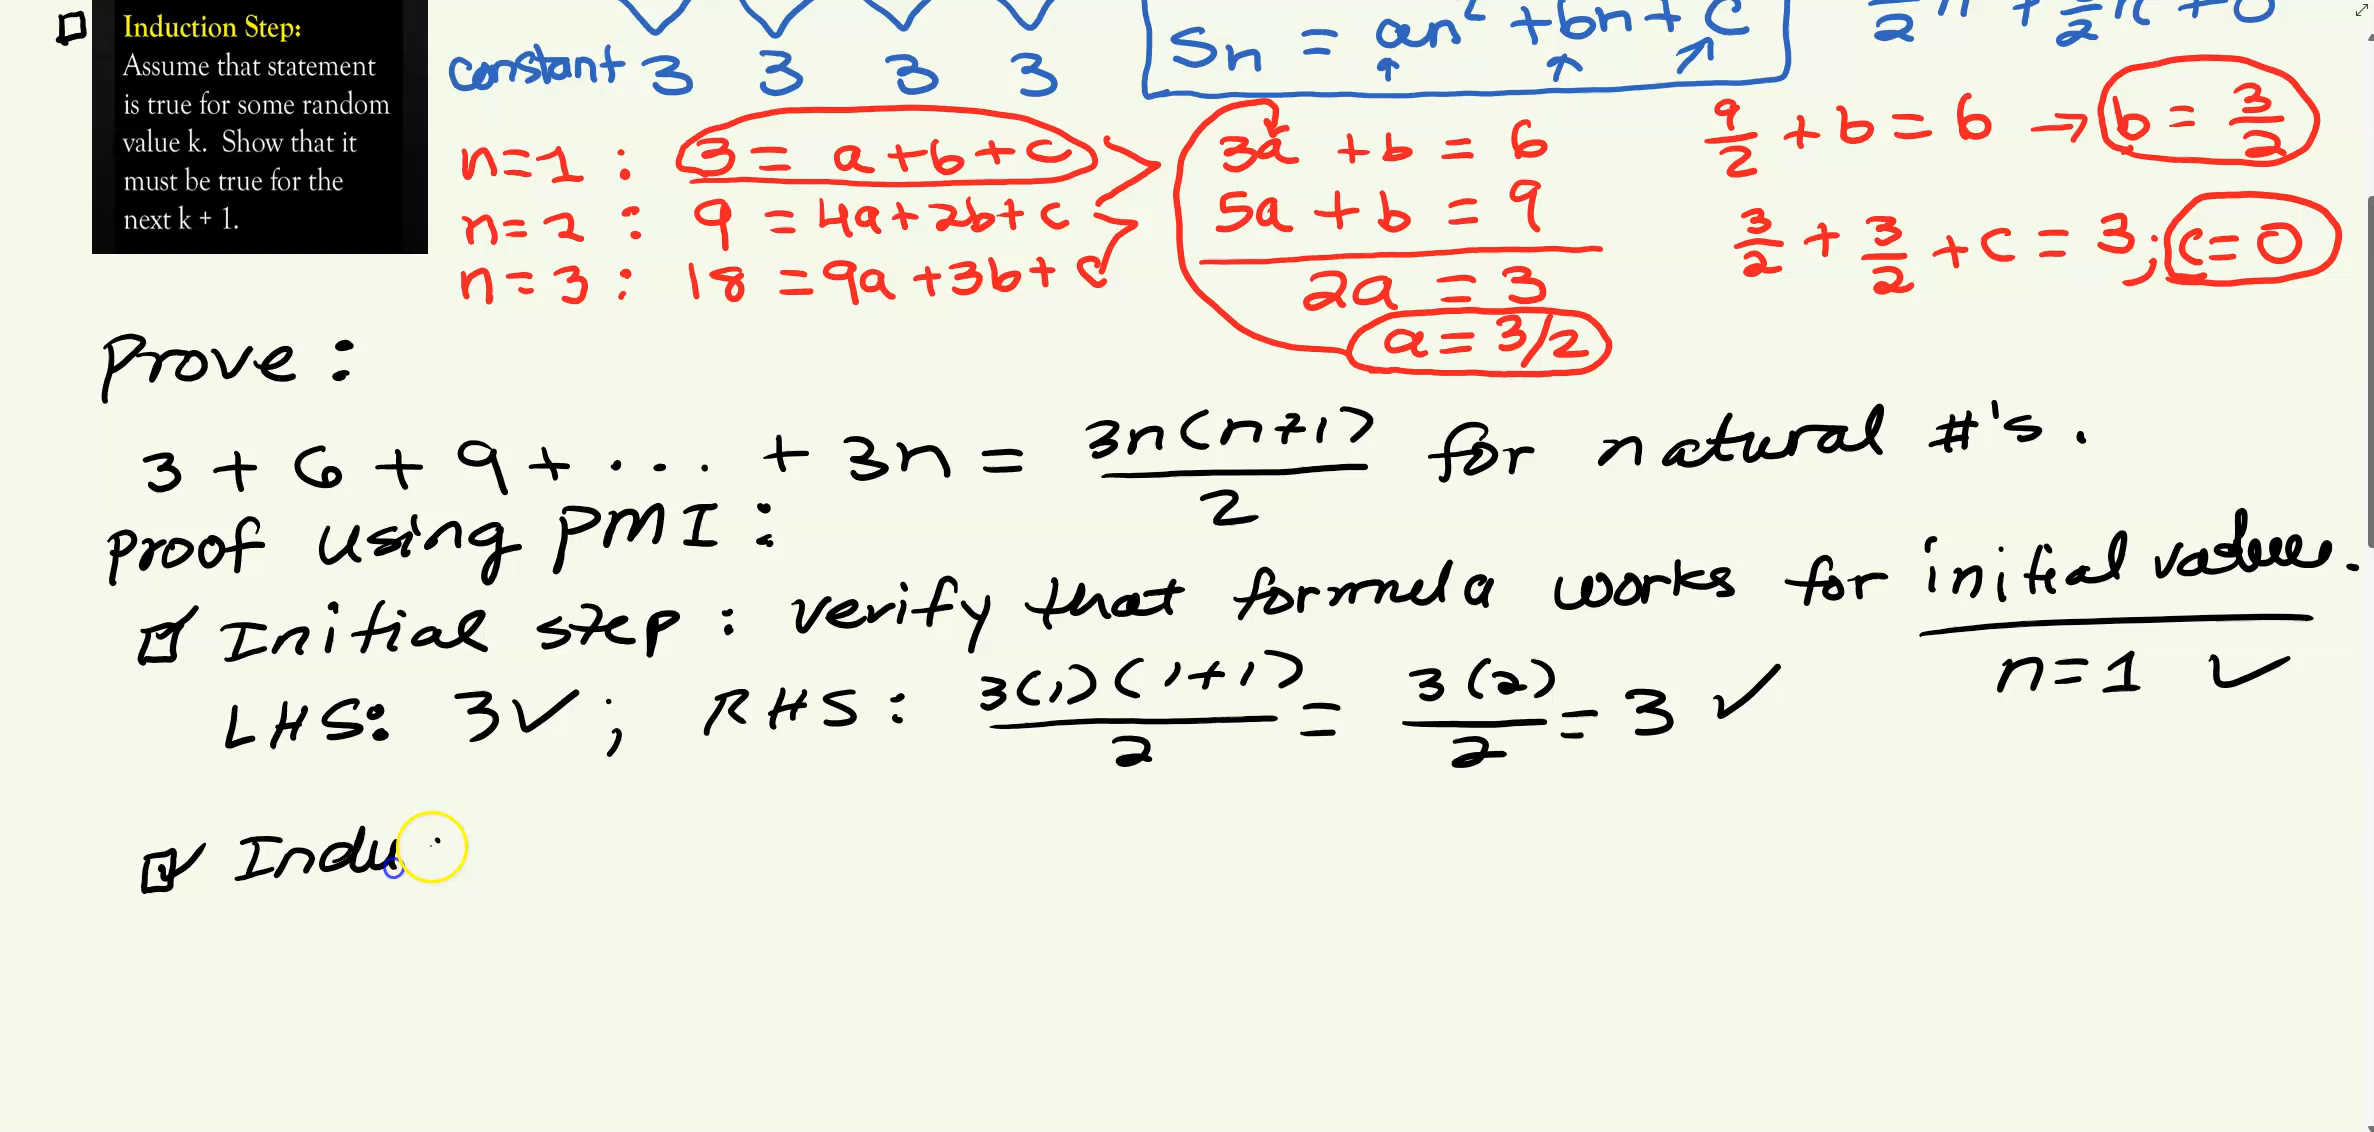 Induction Step:
Assume that statement
is true for some random
value k. Show that it
must be true for the
next k + 1.
constant 3 3 3 3
Sn = an² + bn + C
n=1 : 3 = a+b+c
n=2 : 9 = 4a+2b+c
n=3 : 18 = 9a+3b+c
3a + b = 6
5a + b = 9
2a = 3
a = 3/2
9/2 + b = 6 → b = 3/2
3/2 + 3/2 + c = 3; c=0
Prove :
3 + 6 + 9 + ... + 3n = 3n(n+1)/2 for natural #'s.
Proof using PMI :
☑ Initial step : verify that formula works for initial value.
n=1 ✓
LHS: 3 ✓ ; RHS : 3(1)(1+1)/2 = 3(2)/2 = 3 ✓
☑ Indu